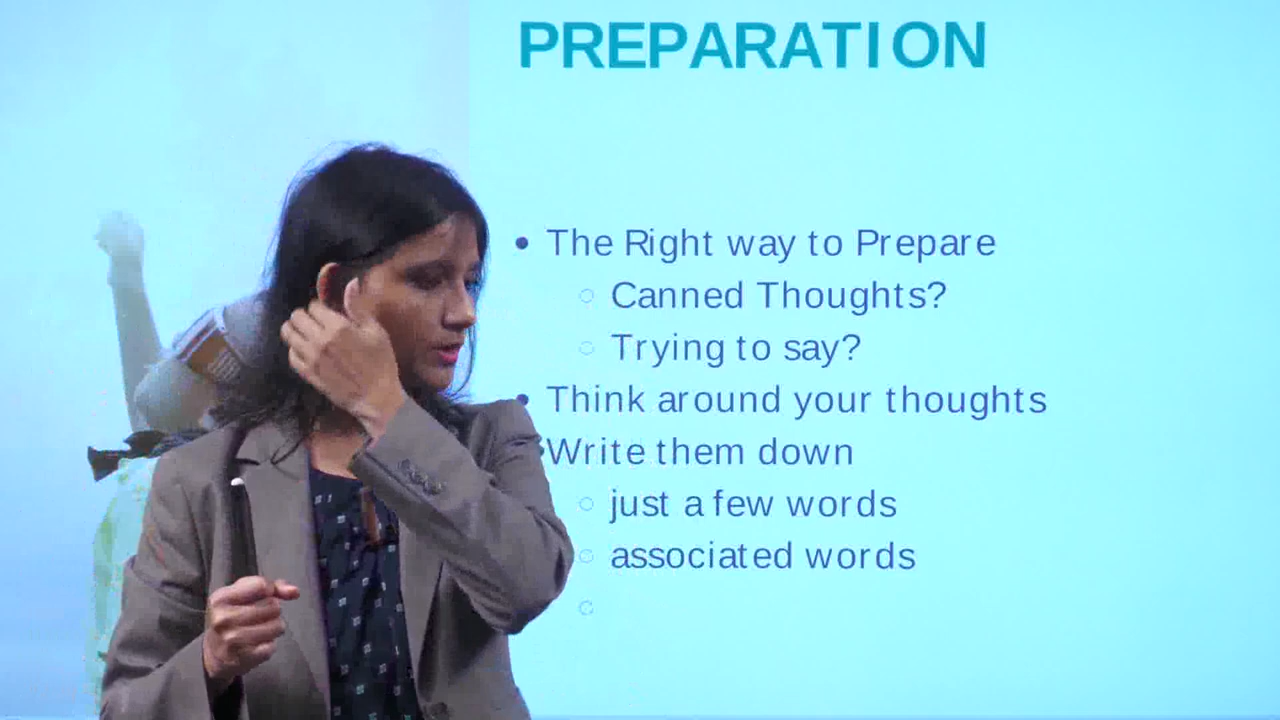 PREPARATION
The Right way to Prepare
Canned Thoughts?
Trying to say?
Think around your thoughts
Write them down
just a few words
associated words